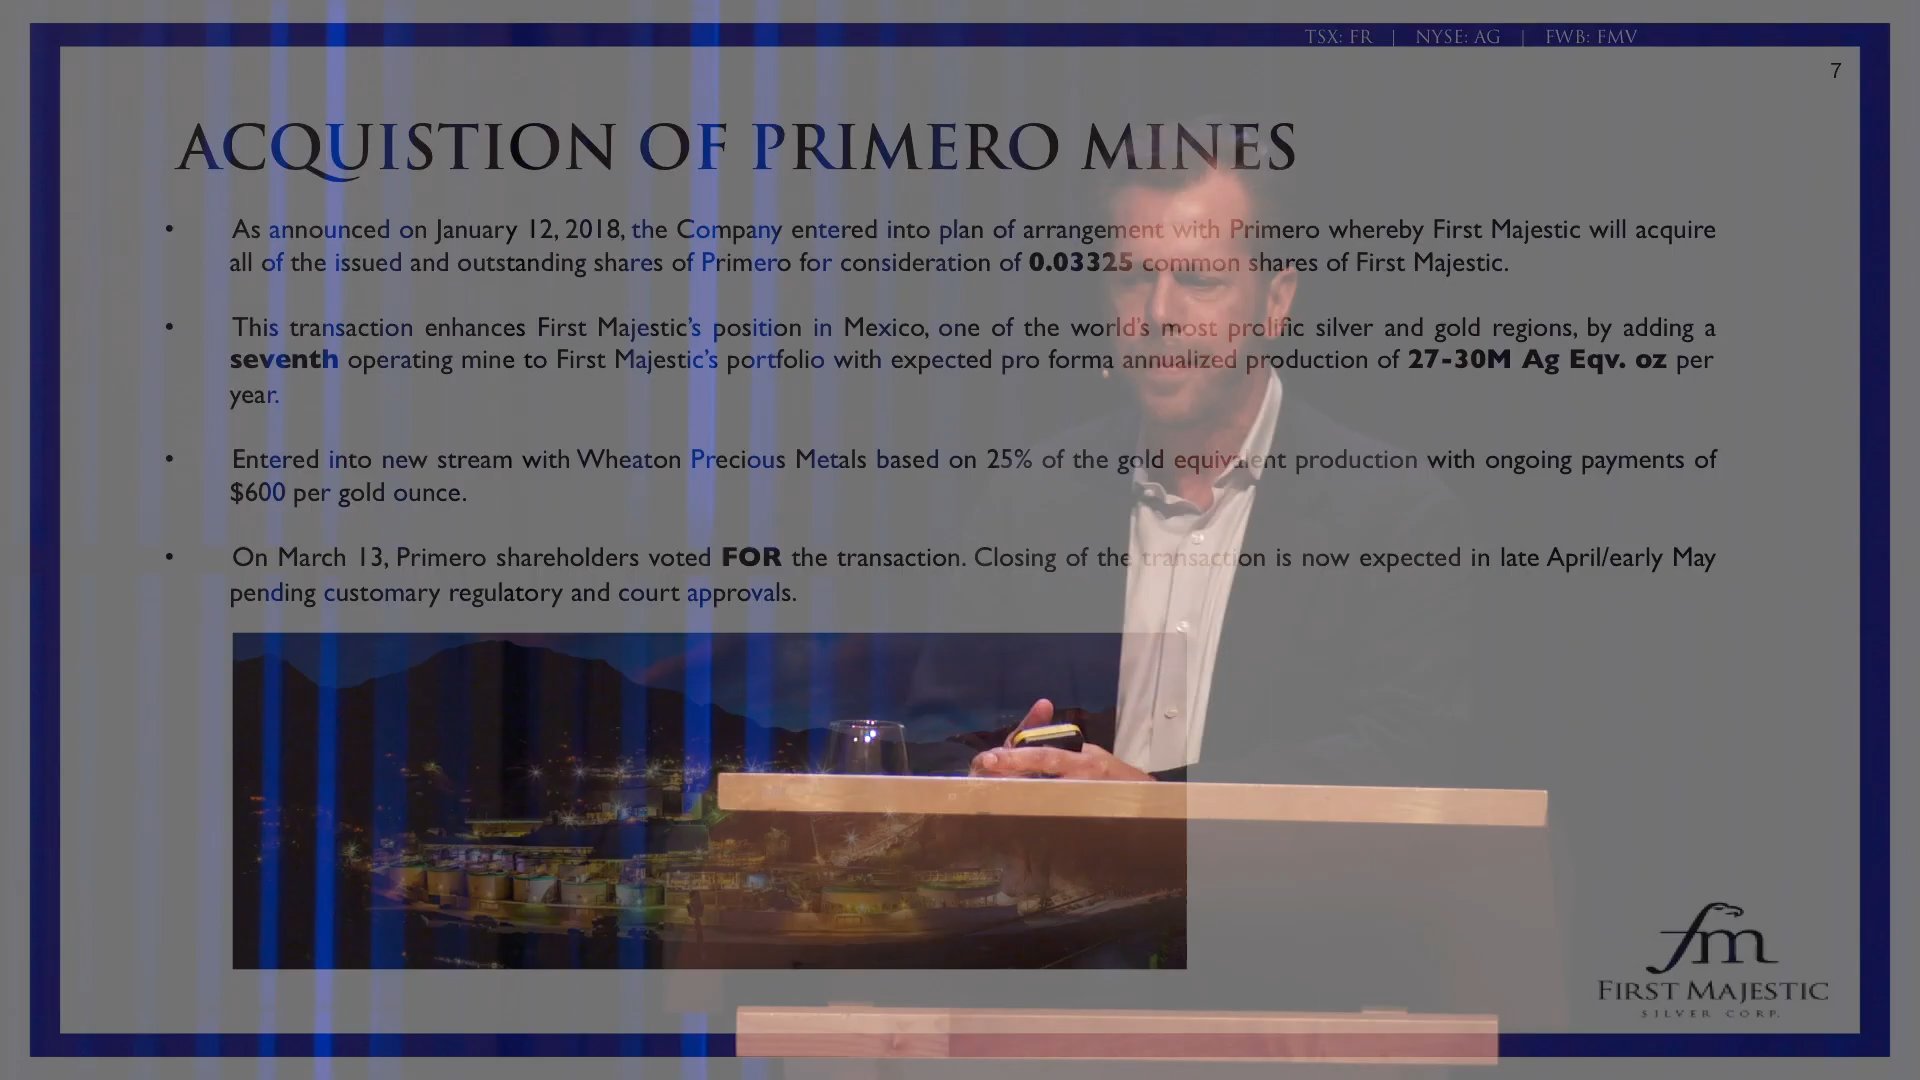 TSX: FR | NYSE: AG | FWB: FMV
7
ACQUISTION OF PRIMERO MINES
• As announced on January 12, 2018, the Company entered into plan of arrangement with Primero whereby First Majestic will acquire
all of the issued and outstanding shares of Primero for consideration of 0.03325 common shares of First Majestic.
• This transaction enhances First Majestic's position in Mexico, one of the world's most prolific silver and gold regions, by adding a
seventh operating mine to First Majestic's portfolio with expected pro forma annualized production of 27-30M Ag Eqv. oz per
year.
• Entered into new stream with Wheaton Precious Metals based on 25% of the gold equivalent production with ongoing payments of
$600 per gold ounce.
• On March 13, Primero shareholders voted FOR the transaction. Closing of the transaction is now expected in late April/early May
pending customary regulatory and court approvals.
fm
FIRST MAJESTIC
SILVER CORP.